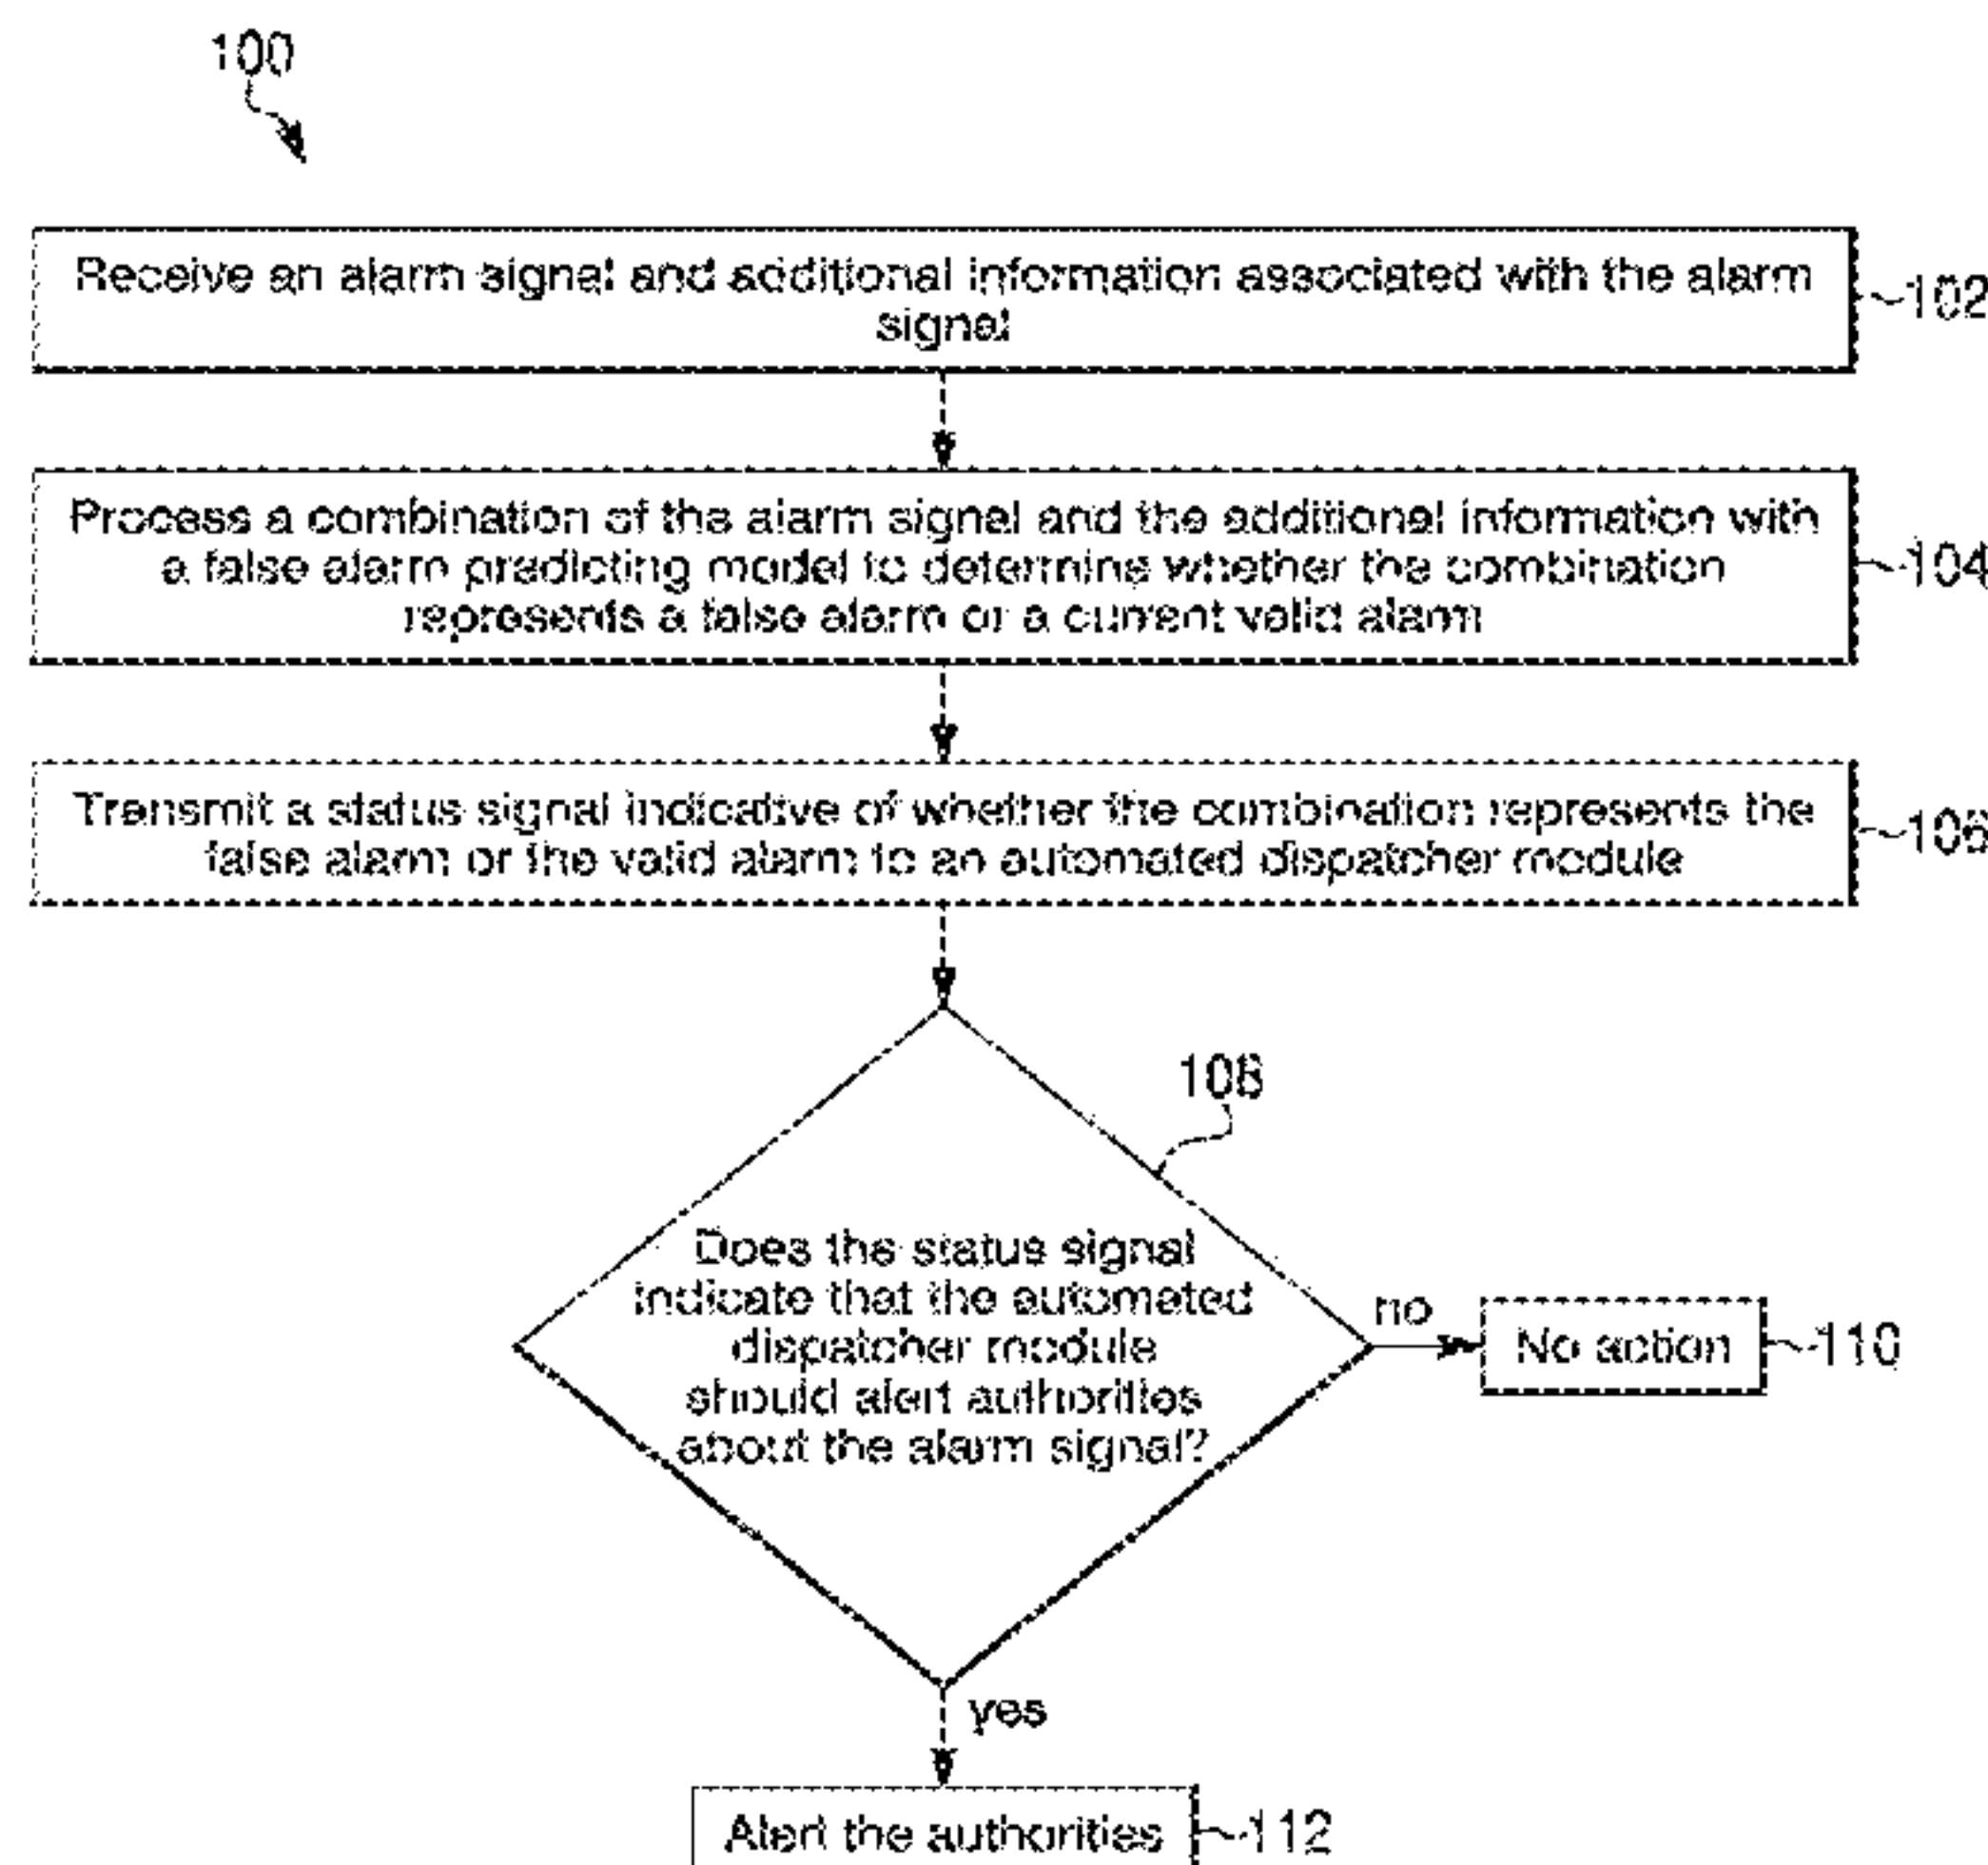 100
Receive an alarm signal and additional information associated with the alarm
signal
102
Process a combination of the alarm signal and the additional information with
a false alarm predicting model to determine whether the combination
represents a false alarm or a current valid alarm
104
Transmit a status signal indicative of whether the combination represents the
false alarm or the valid alarm to an automated dispatcher module
106
108
Does the status signal
indicate that the automated
dispatcher module
should alert authorities
about the alarm signal?
no
No action
110
yes
Alert the authorities
112